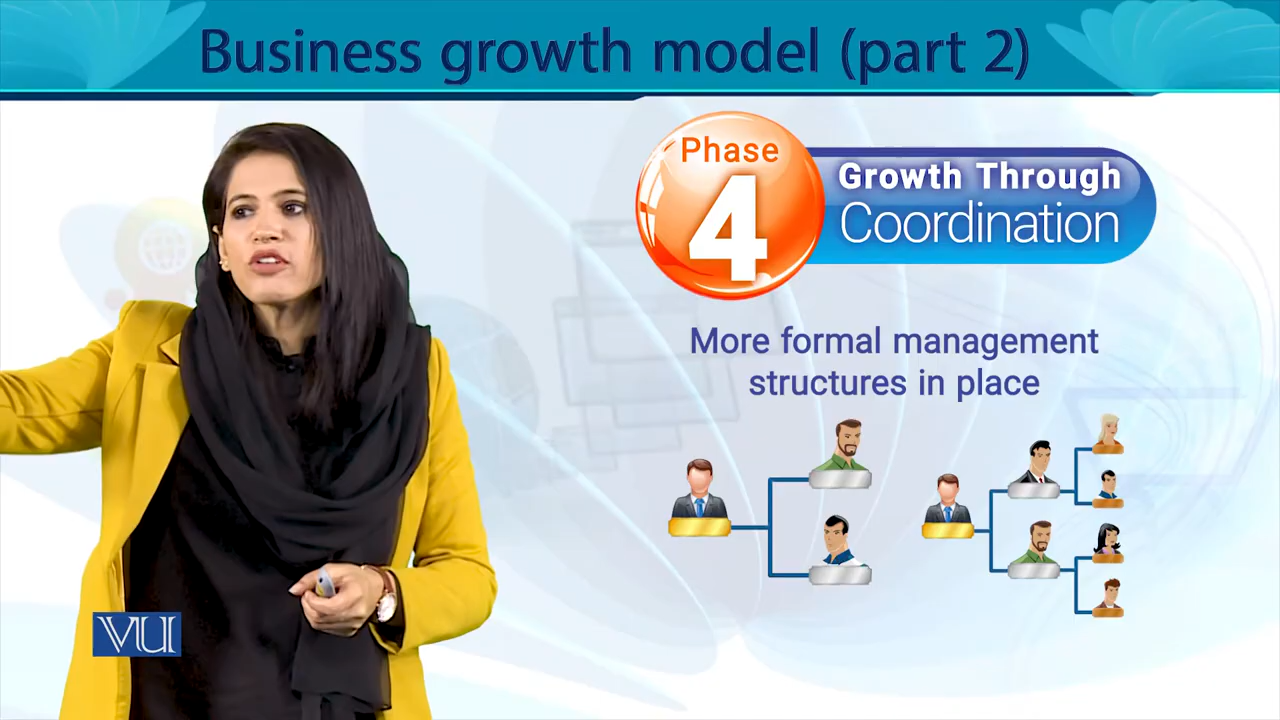 Business growth model (part 2)
Phase
4
Growth Through
Coordination
More formal management
structures in place
VU